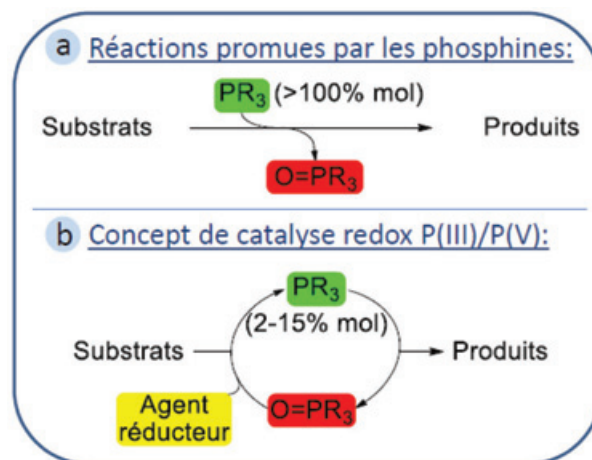 a Réactions promues par les phosphines:
PR3 (>100% mol)
Substrats Produits
O=PR3
b Concept de catalyse redox P(III)/P(V):
PR3
(2-15% mol)
Substrats Produits
Agent
réducteur
O=PR3